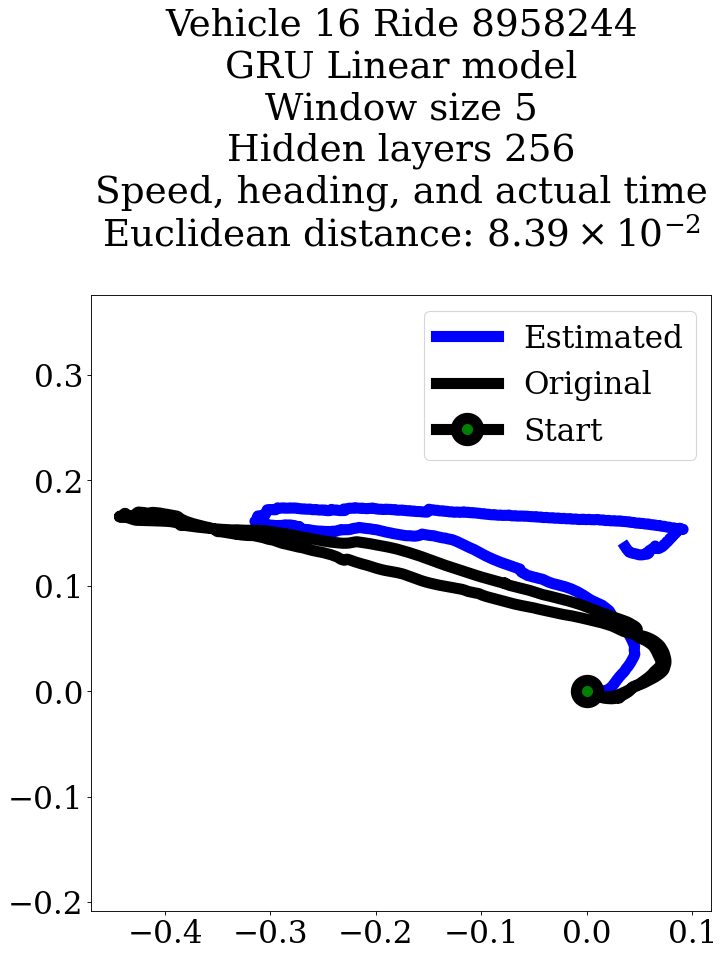 Vehicle 16 Ride 8958244
GRU Linear model
Window size 5
Hidden layers 256
Speed, heading, and actual time
Euclidean distance: 8.39 × 10⁻²
Estimated
Original
Start
0.3
0.2
0.1
0.0
−0.1
−0.2
−0.4 −0.3 −0.2 −0.1 0.0 0.1